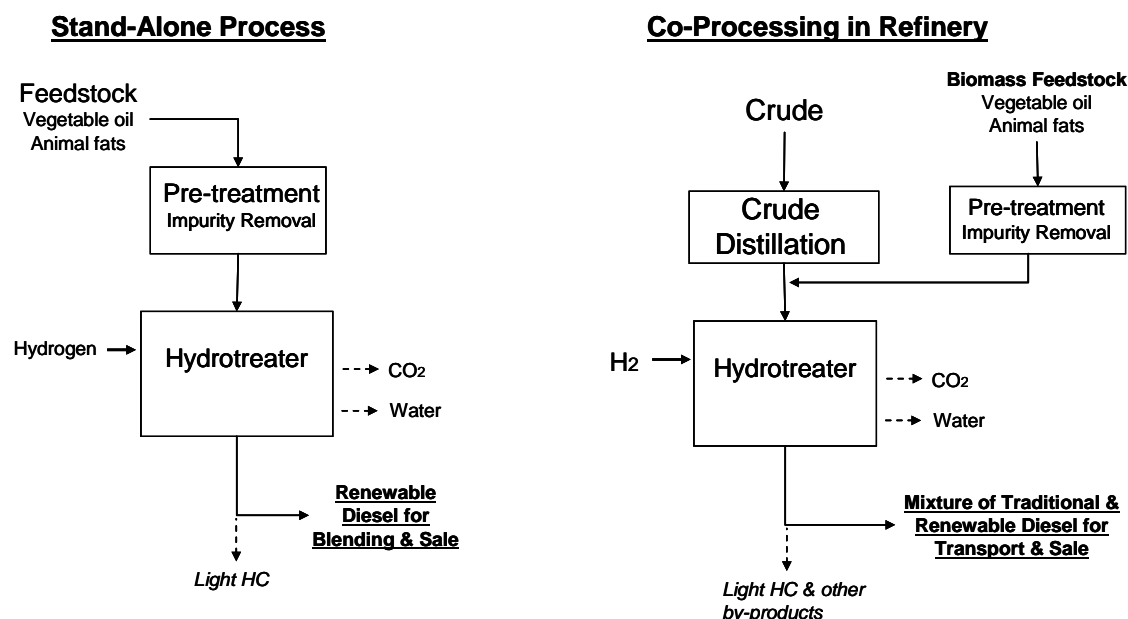 Stand-Alone Process
Feedstock
Vegetable oil
Animal fats
Pre-treatment
Impurity Removal
Hydrogen
Hydrotreater
CO2
Water
Renewable
Diesel for
Blending & Sale
Light HC
Co-Processing in Refinery
Crude
Biomass Feedstock
Vegetable oil
Animal fats
Crude
Distillation
Pre-treatment
Impurity Removal
H2
Hydrotreater
CO2
Water
Mixture of Traditional &
Renewable Diesel for
Transport & Sale
Light HC & other
by-products